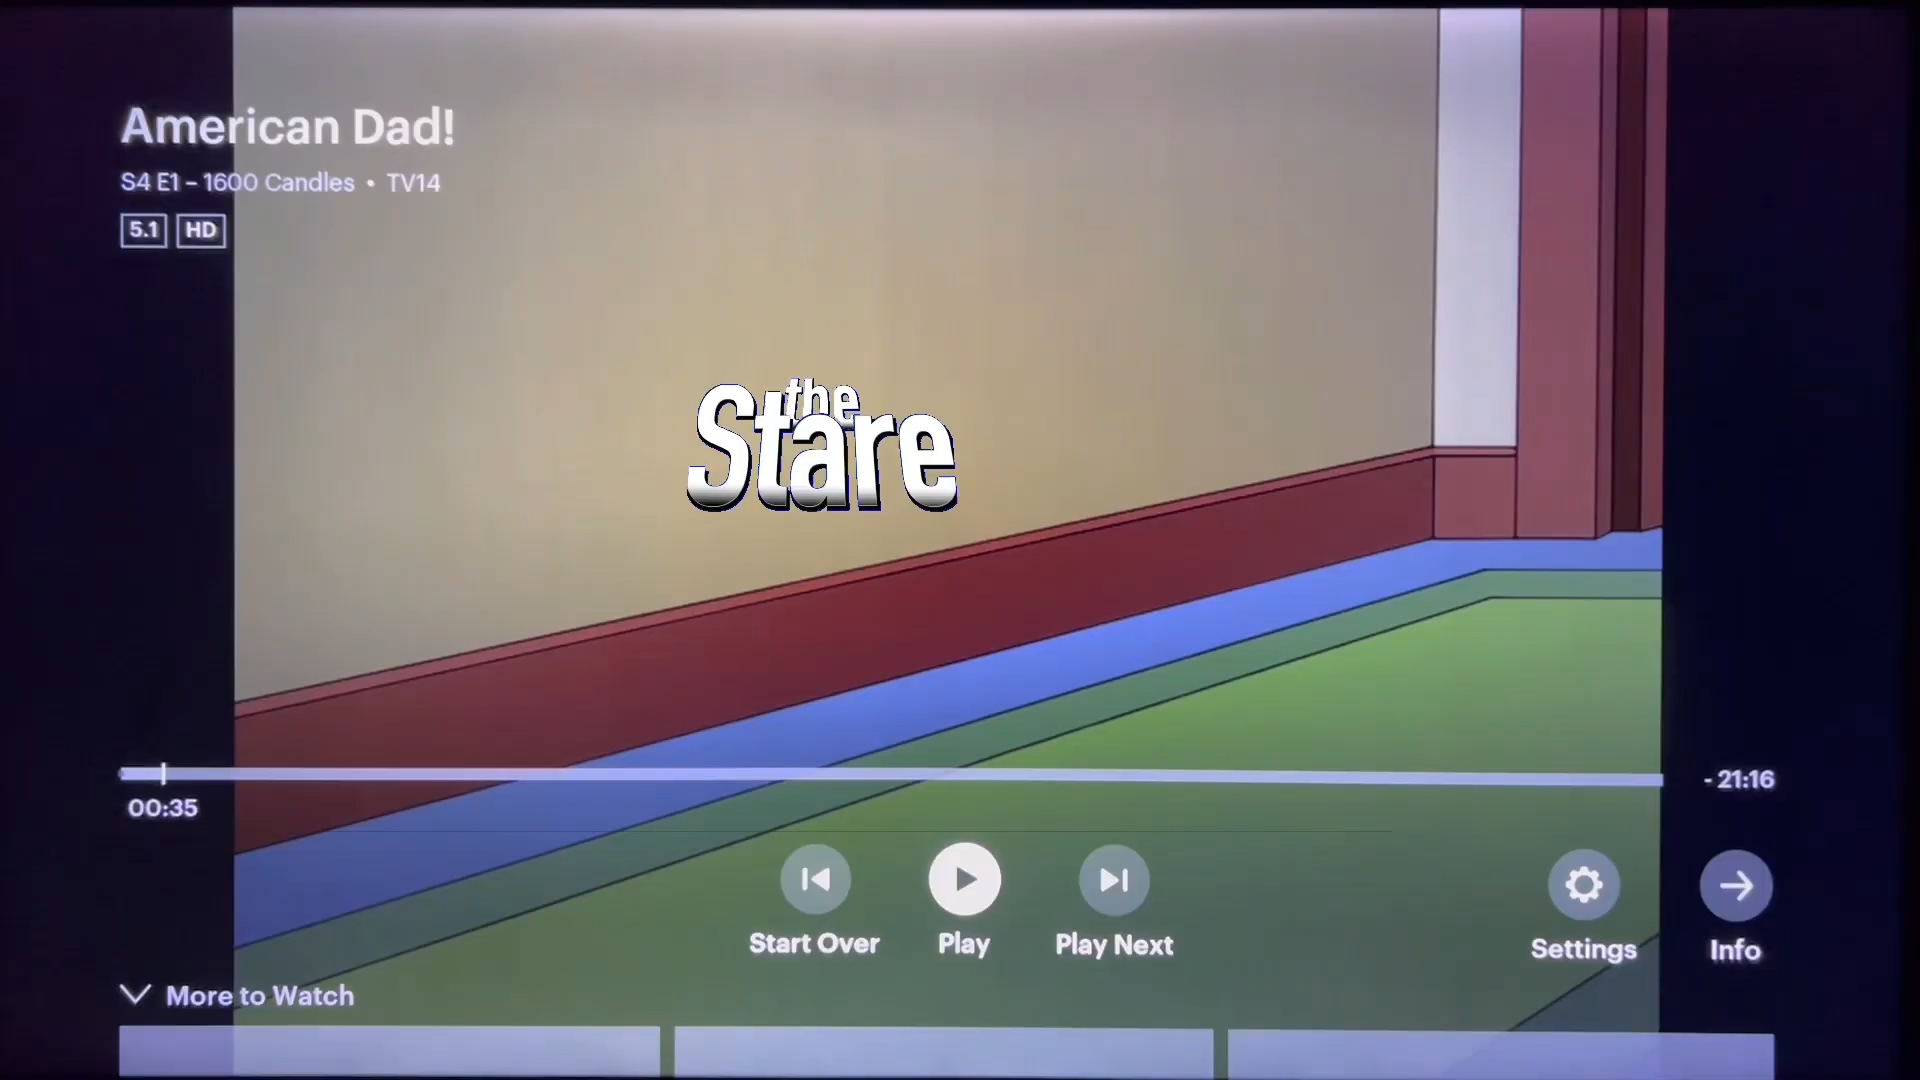 American Dad!
S4 E1 – 1600 Candles • TV14
5.1 HD
the
Stare
00:35
- 21:16
Start Over
Play
Play Next
Settings
Info
More to Watch